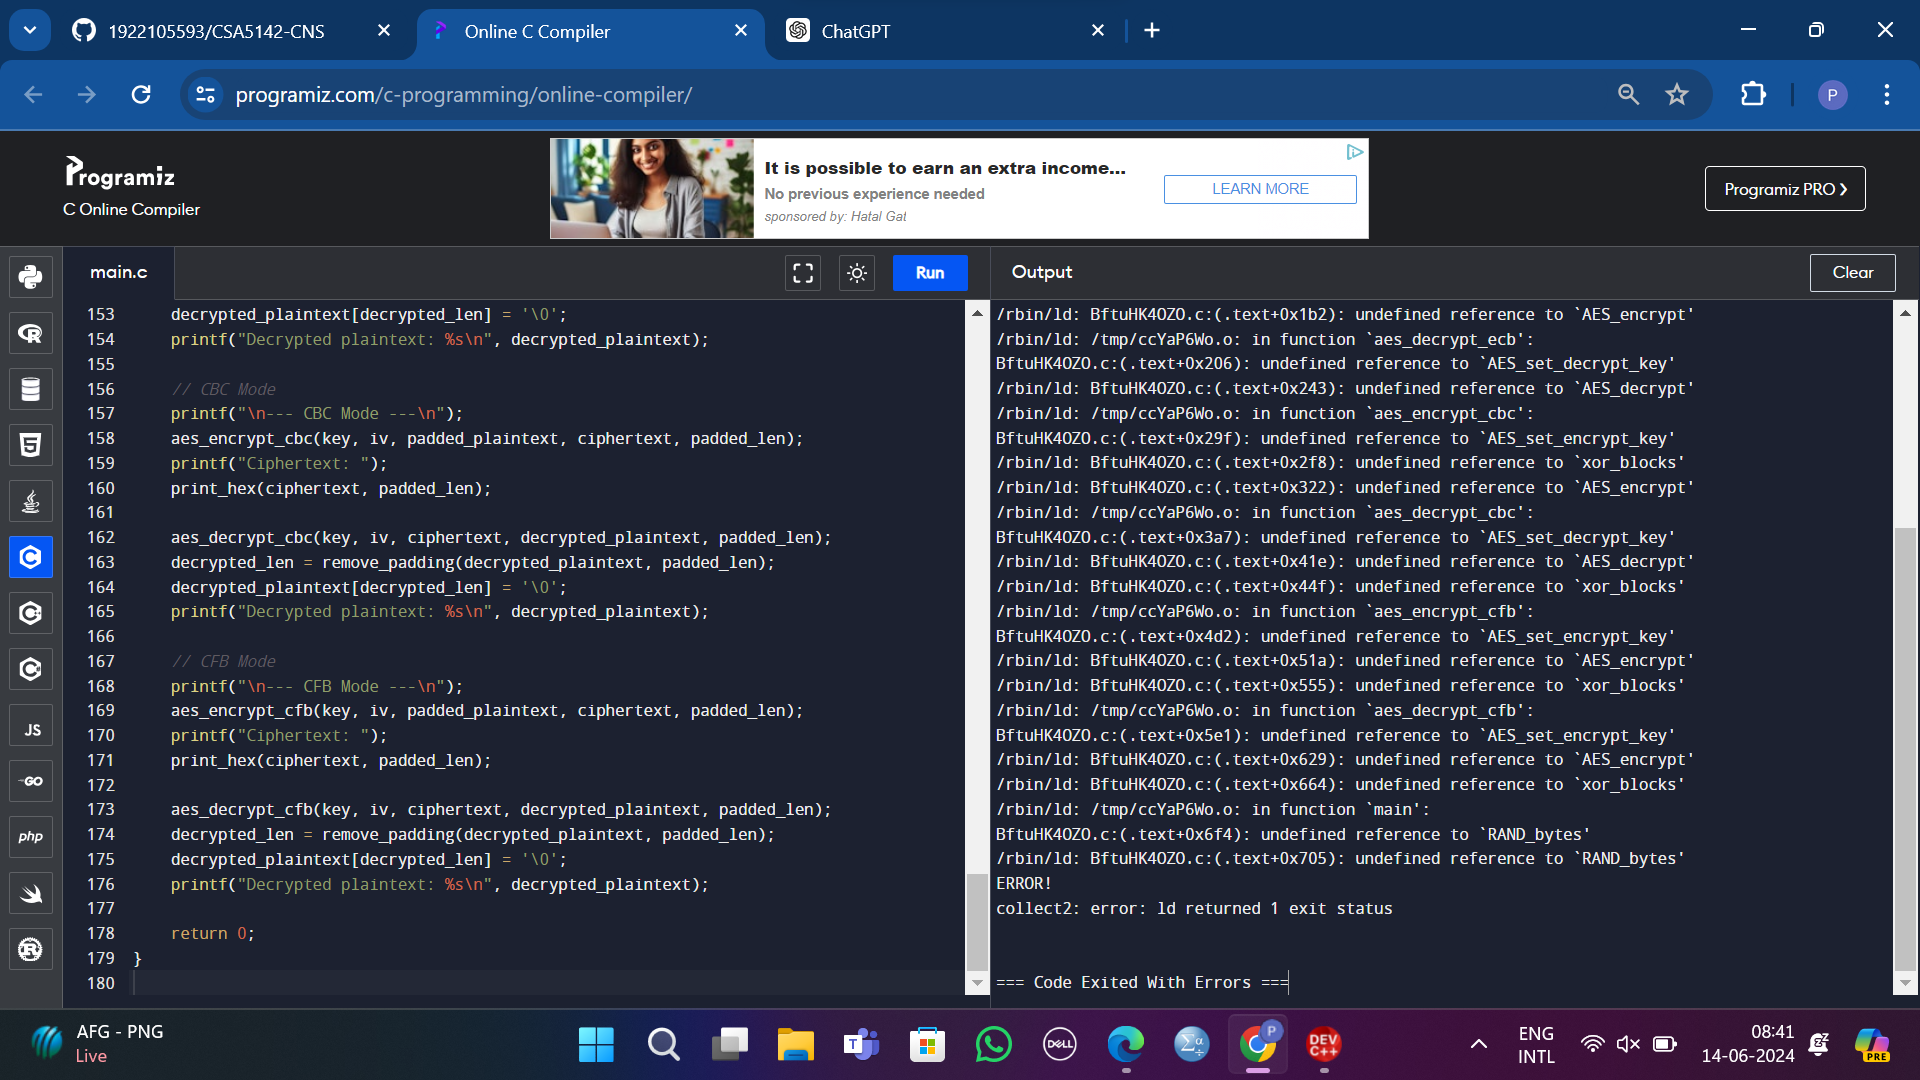 1922105593/CSA5142-CNS
Online C Compiler
ChatGPT
programiz.com/c-programming/online-compiler/
P
Programiz
C Online Compiler
It is possible to earn an extra income...
No previous experience needed
sponsored by: Hatal Gat
LEARN MORE
Programiz PRO
main.c
Run
Output
Clear
153 decrypted_plaintext[decrypted_len] = '\0';
154 printf("Decrypted plaintext: %s\n", decrypted_plaintext);
155
156 // CBC Mode
157 printf("\n--- CBC Mode ---\n");
158 aes_encrypt_cbc(key, iv, padded_plaintext, ciphertext, padded_len);
159 printf("Ciphertext: ");
160 print_hex(ciphertext, padded_len);
161
162 aes_decrypt_cbc(key, iv, ciphertext, decrypted_plaintext, padded_len);
163 decrypted_len = remove_padding(decrypted_plaintext, padded_len);
164 decrypted_plaintext[decrypted_len] = '\0';
165 printf("Decrypted plaintext: %s\n", decrypted_plaintext);
166
167 // CFB Mode
168 printf("\n--- CFB Mode ---\n");
169 aes_encrypt_cfb(key, iv, padded_plaintext, ciphertext, padded_len);
170 printf("Ciphertext: ");
171 print_hex(ciphertext, padded_len);
172
173 aes_decrypt_cfb(key, iv, ciphertext, decrypted_plaintext, padded_len);
174 decrypted_len = remove_padding(decrypted_plaintext, padded_len);
175 decrypted_plaintext[decrypted_len] = '\0';
176 printf("Decrypted plaintext: %s\n", decrypted_plaintext);
177
178 return 0;
179 }
180
/rbin/ld: BftuHK4OZO.c:(.text+0x1b2): undefined reference to `AES_encrypt'
/rbin/ld: /tmp/ccYaP6Wo.o: in function `aes_decrypt_ecb':
BftuHK4OZO.c:(.text+0x206): undefined reference to `AES_set_decrypt_key'
/rbin/ld: BftuHK4OZO.c:(.text+0x243): undefined reference to `AES_decrypt'
/rbin/ld: /tmp/ccYaP6Wo.o: in function `aes_encrypt_cbc':
BftuHK4OZO.c:(.text+0x29f): undefined reference to `AES_set_encrypt_key'
/rbin/ld: BftuHK4OZO.c:(.text+0x2f8): undefined reference to `xor_blocks'
/rbin/ld: BftuHK4OZO.c:(.text+0x322): undefined reference to `AES_encrypt'
/rbin/ld: /tmp/ccYaP6Wo.o: in function `aes_decrypt_cbc':
BftuHK4OZO.c:(.text+0x3a7): undefined reference to `AES_set_decrypt_key'
/rbin/ld: BftuHK4OZO.c:(.text+0x41e): undefined reference to `AES_decrypt'
/rbin/ld: BftuHK4OZO.c:(.text+0x44f): undefined reference to `xor_blocks'
/rbin/ld: /tmp/ccYaP6Wo.o: in function `aes_encrypt_cfb':
BftuHK4OZO.c:(.text+0x4d2): undefined reference to `AES_set_encrypt_key'
/rbin/ld: BftuHK4OZO.c:(.text+0x51a): undefined reference to `AES_encrypt'
/rbin/ld: BftuHK4OZO.c:(.text+0x555): undefined reference to `xor_blocks'
/rbin/ld: /tmp/ccYaP6Wo.o: in function `aes_decrypt_cfb':
BftuHK4OZO.c:(.text+0x5e1): undefined reference to `AES_set_encrypt_key'
/rbin/ld: BftuHK4OZO.c:(.text+0x629): undefined reference to `AES_encrypt'
/rbin/ld: BftuHK4OZO.c:(.text+0x664): undefined reference to `xor_blocks'
/rbin/ld: /tmp/ccYaP6Wo.o: in function `main':
BftuHK4OZO.c:(.text+0x6f4): undefined reference to `RAND_bytes'
/rbin/ld: BftuHK4OZO.c:(.text+0x705): undefined reference to `RAND_bytes'
ERROR!
collect2: error: ld returned 1 exit status
=== Code Exited With Errors ===
JS
GO
php
AFG - PNG
Live
DELL
P
DEV
C++
ENG
INTL
08:41
14-06-2024
PRE